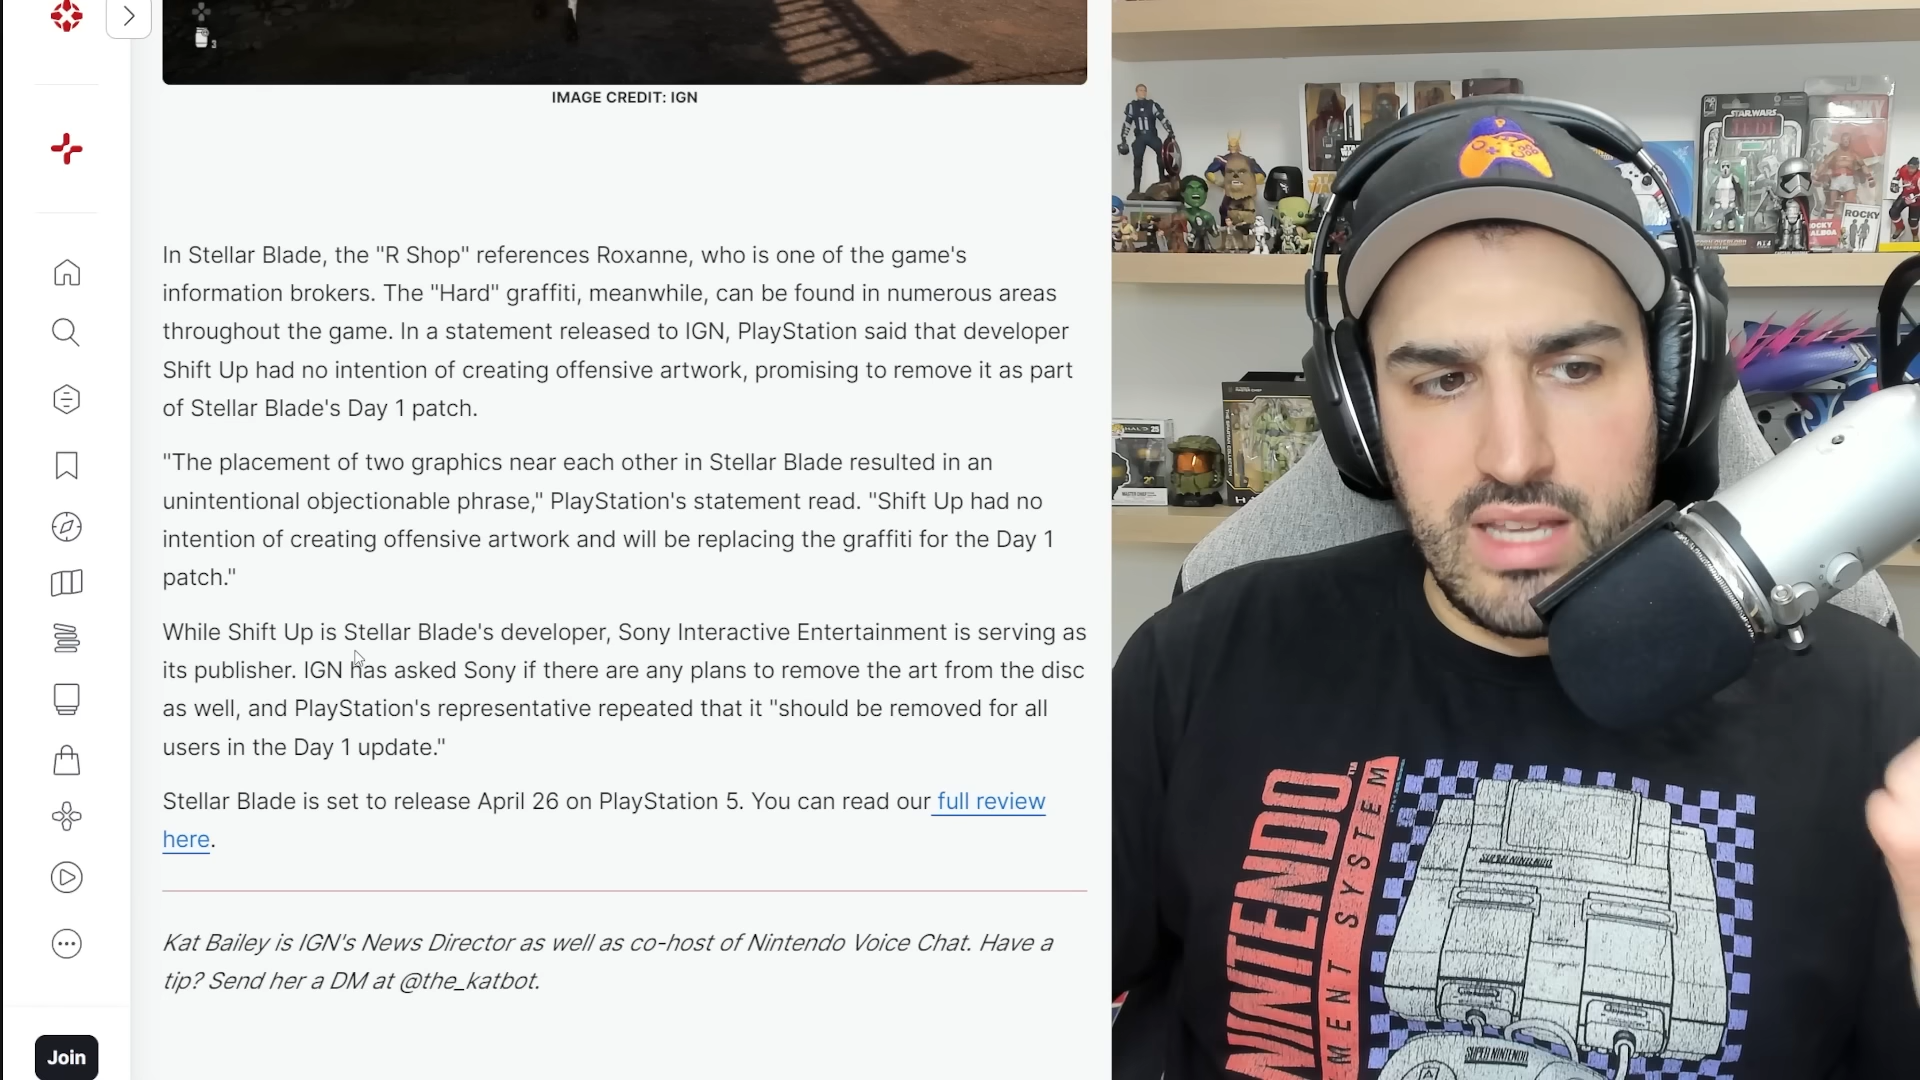 3
IMAGE CREDIT: IGN
In Stellar Blade, the "R Shop" references Roxanne, who is one of the game's
information brokers. The "Hard" graffiti, meanwhile, can be found in numerous areas
throughout the game. In a statement released to IGN, PlayStation said that developer
Shift Up had no intention of creating offensive artwork, promising to remove it as part
of Stellar Blade's Day 1 patch.
"The placement of two graphics near each other in Stellar Blade resulted in an
unintentional objectionable phrase," PlayStation's statement read. "Shift Up had no
intention of creating offensive artwork and will be replacing the graffiti for the Day 1
patch."
While Shift Up is Stellar Blade's developer, Sony Interactive Entertainment is serving as
its publisher. IGN has asked Sony if there are any plans to remove the art from the disc
as well, and PlayStation's representative repeated that it "should be removed for all
users in the Day 1 update."
Stellar Blade is set to release April 26 on PlayStation 5. You can read our full review
here.
Kat Bailey is IGN's News Director as well as co-host of Nintendo Voice Chat. Have a
tip? Send her a DM at @the_katbot.
Join
STAR WARS
JEDI
ROCKY
ROCKY
HALO 25
NINTENDO
MENT SYSTEM
SUPER NINTENDO
SUPER NINTENDO